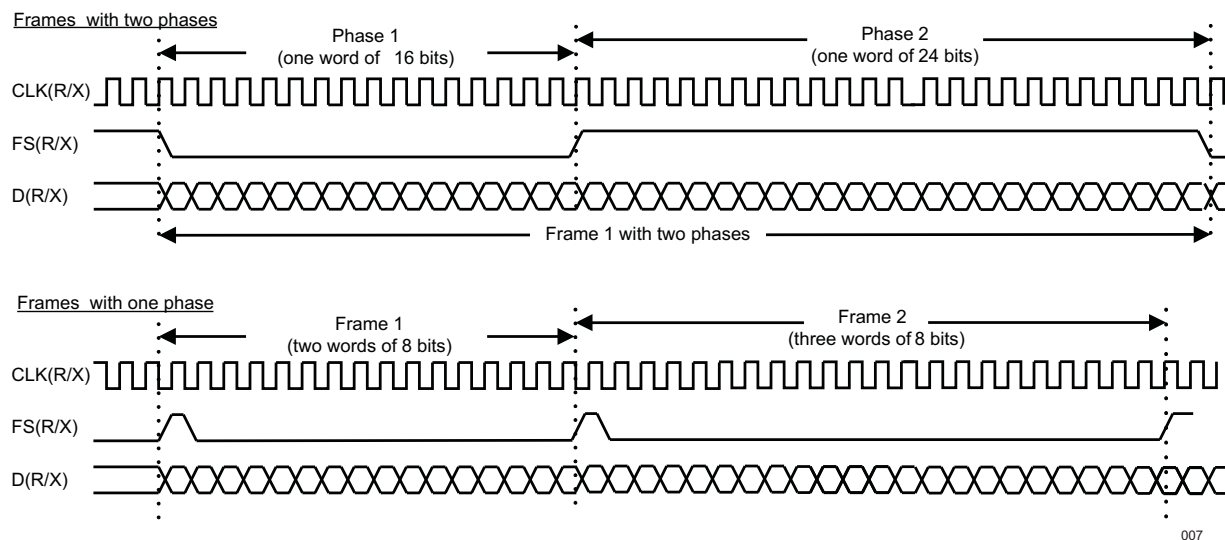 Frames with two phases
Phase 1
(one word of 16 bits)
Phase 2
(one word of 24 bits)
CLK(R/X)
FS(R/X)
D(R/X)
Frame 1 with two phases
Frames with one phase
Frame 1
(two words of 8 bits)
Frame 2
(three words of 8 bits)
CLK(R/X)
FS(R/X)
D(R/X)
007